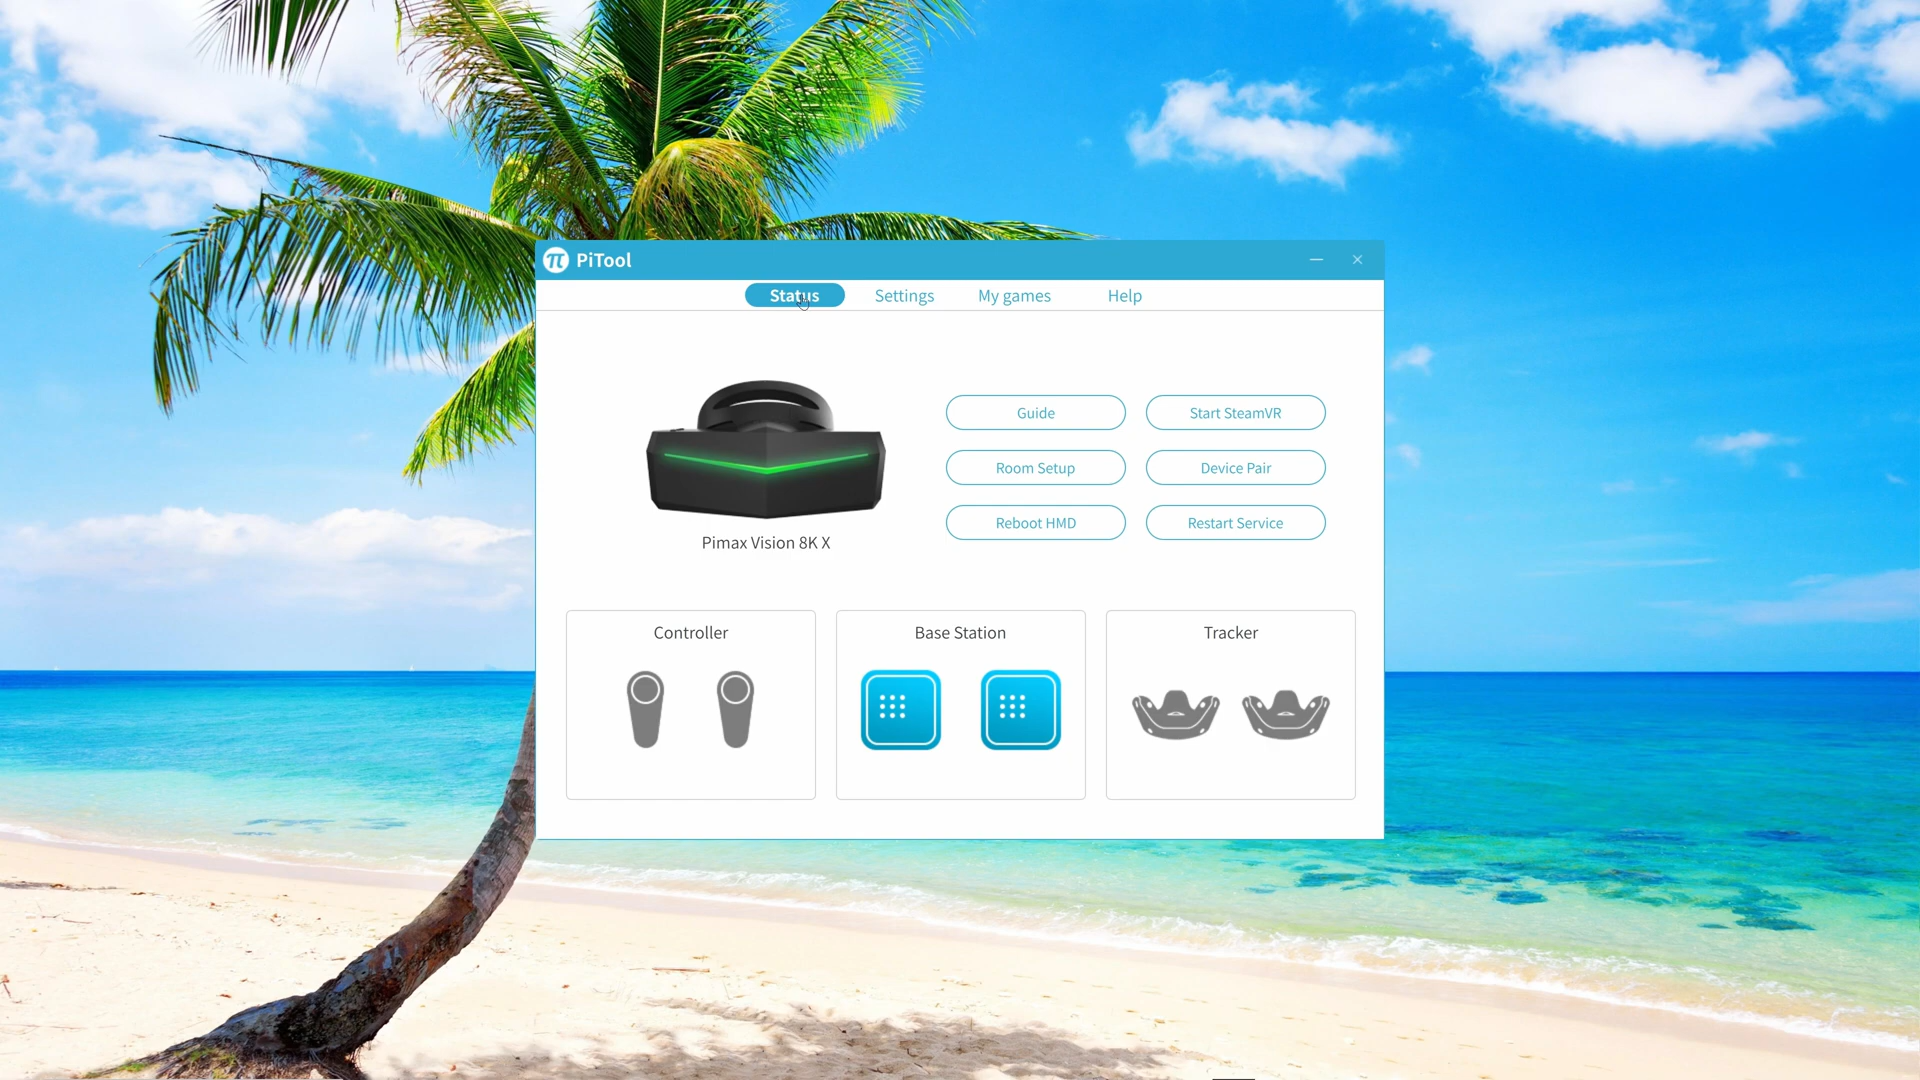 PiTool
Status Settings My games Help
Guide Start SteamVR
Room Setup Device Pair
Reboot HMD Restart Service
Pimax Vision 8K X
Controller Base Station Tracker